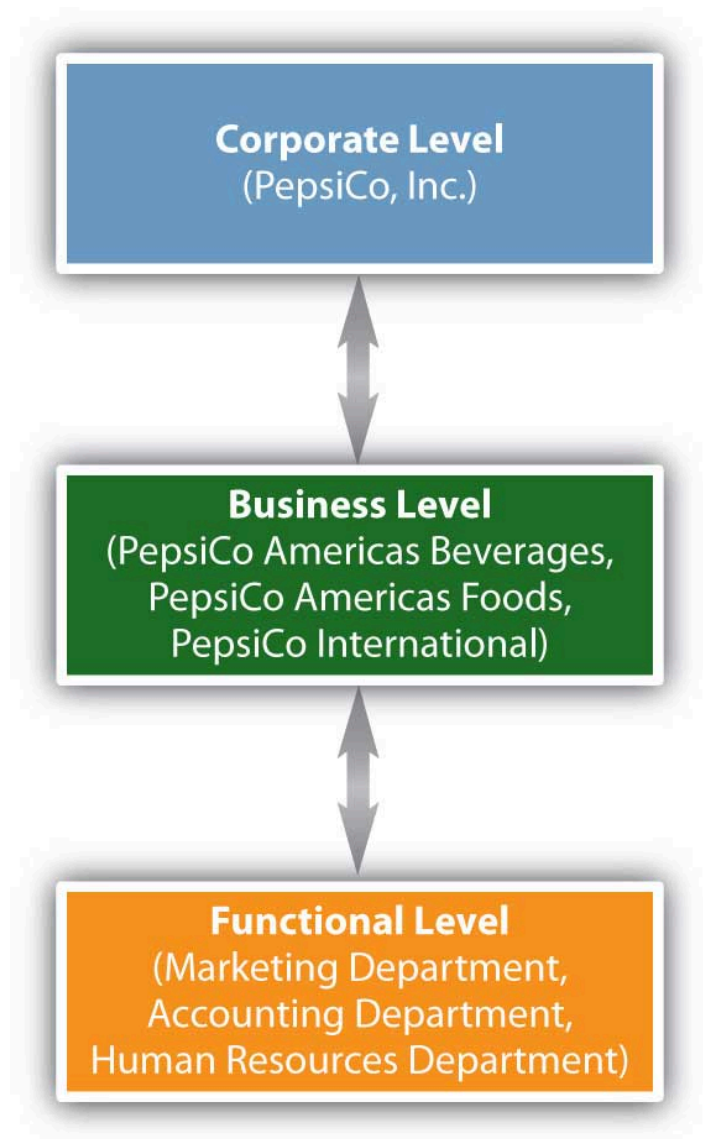 Corporate Level
(PepsiCo, Inc.)
Business Level
(PepsiCo Americas Beverages,
PepsiCo Americas Foods,
PepsiCo International)
Functional Level
(Marketing Department,
Accounting Department,
Human Resources Department)